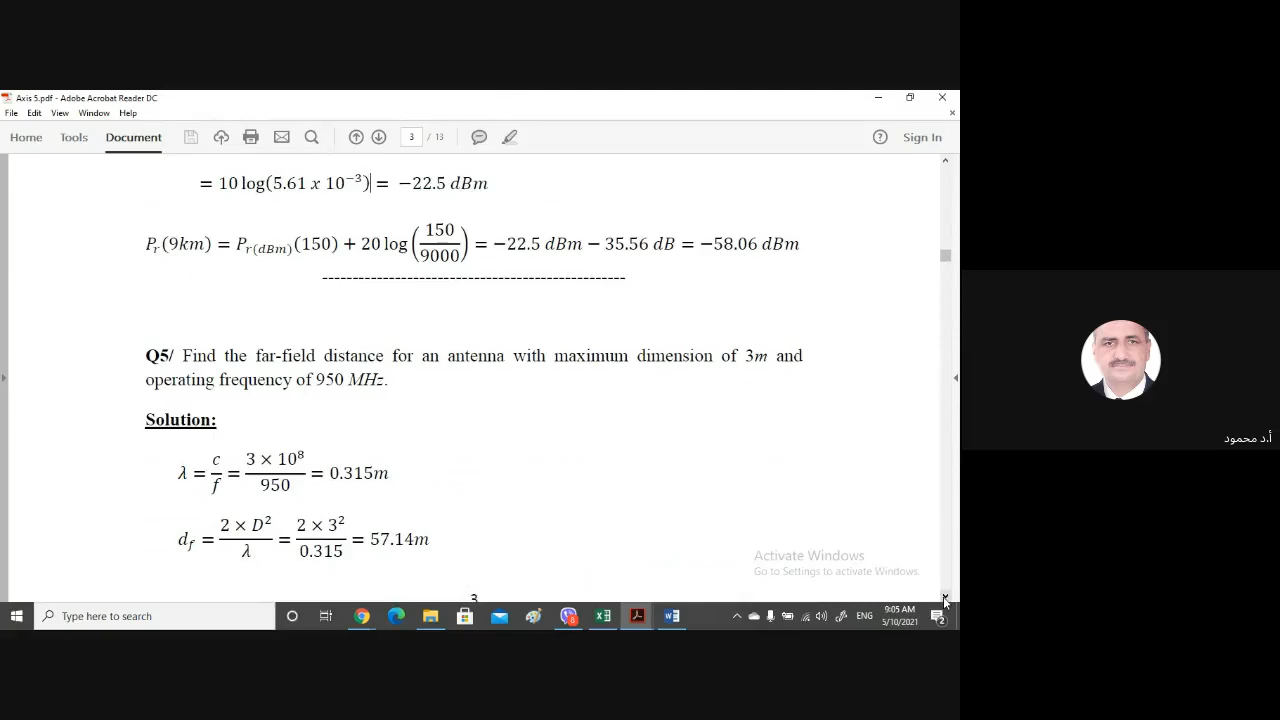 Axis 5.pdf - Adobe Acrobat Reader DC
File Edit View Window Help
Home Tools Document 3 / 13 Sign In
= 10 log(5.61 x 10⁻³) = −22.5 dBm
Pᵣ(9km) = P_{r(dBm)}(150) + 20 log(150/9000) = −22.5 dBm − 35.56 dB = −58.06 dBm
--------------------------------------------------
Q5/ Find the far-field distance for an antenna with maximum dimension of 3m and
operating frequency of 950 MHz.
Solution:
λ = c/f = 3 × 10⁸/950 = 0.315m
d_f = 2 × D²/λ = 2 × 3²/0.315 = 57.14m
Activate Windows
Go to Settings to activate Windows.
3
أ.د محمود
Type here to search
ENG
9:05 AM
5/10/2021
2